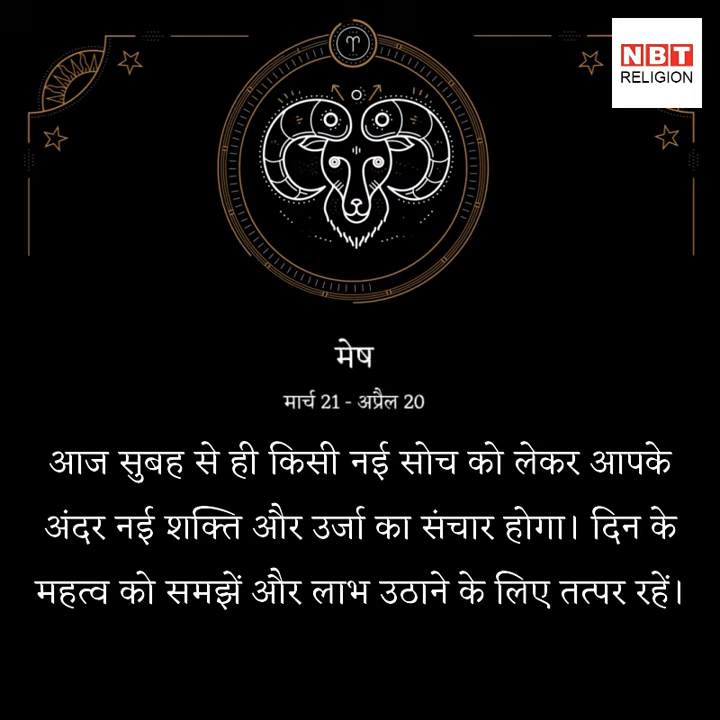 NBT
RELIGION
मेष
मार्च 21 - अप्रैल 20
आज सुबह से ही किसी नई सोच को लेकर आपके
अंदर नई शक्ति और उर्जा का संचार होगा। दिन के
महत्व को समझें और लाभ उठाने के लिए तत्पर रहें।